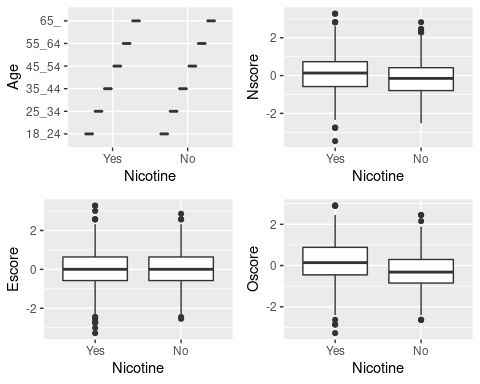 Age
65_
55_64
45_54
35_44
25_34
18_24
Yes No
Nicotine
Nscore
2
0
-2
Yes No
Nicotine
Escore
2
0
-2
Yes No
Nicotine
Oscore
2
0
-2
Yes No
Nicotine